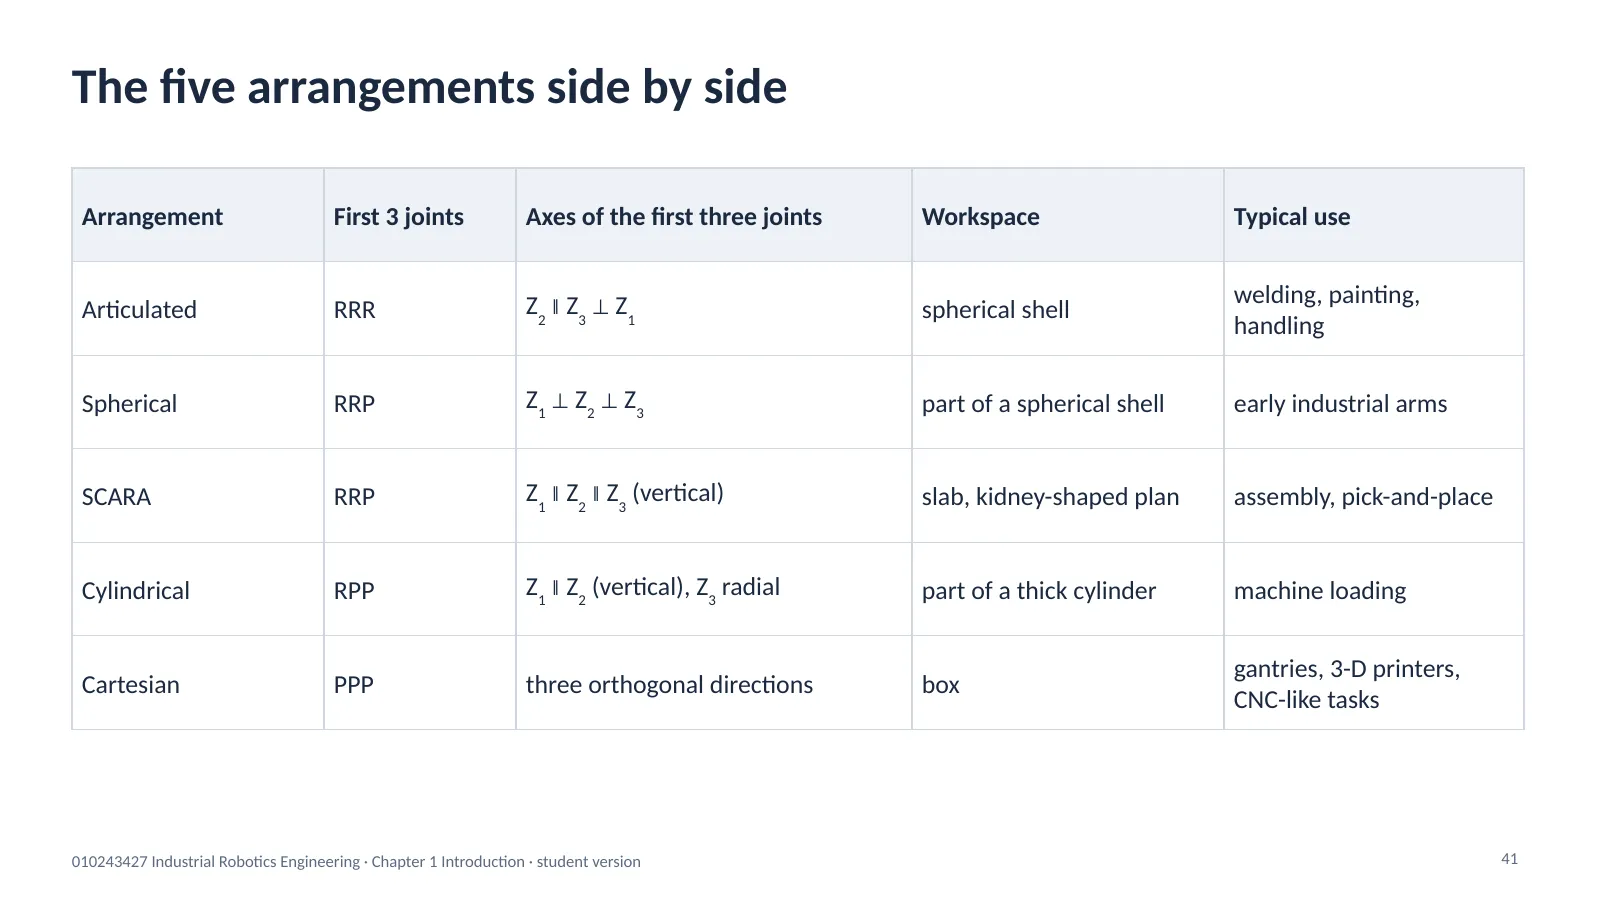 The five arrangements side by side
Arrangement First 3 joints Axes of the first three joints Workspace Typical use
Articulated RRR Z₂ ∥ Z₃ ⊥ Z₁ spherical shell welding, painting, handling
Spherical RRP Z₁ ⊥ Z₂ ⊥ Z₃ part of a spherical shell early industrial arms
SCARA RRP Z₁ ∥ Z₂ ∥ Z₃ (vertical) slab, kidney-shaped plan assembly, pick-and-place
Cylindrical RPP Z₁ ∥ Z₂ (vertical), Z₃ radial part of a thick cylinder machine loading
Cartesian PPP three orthogonal directions box gantries, 3-D printers, CNC-like tasks
010243427 Industrial Robotics Engineering · Chapter 1 Introduction · student version
41